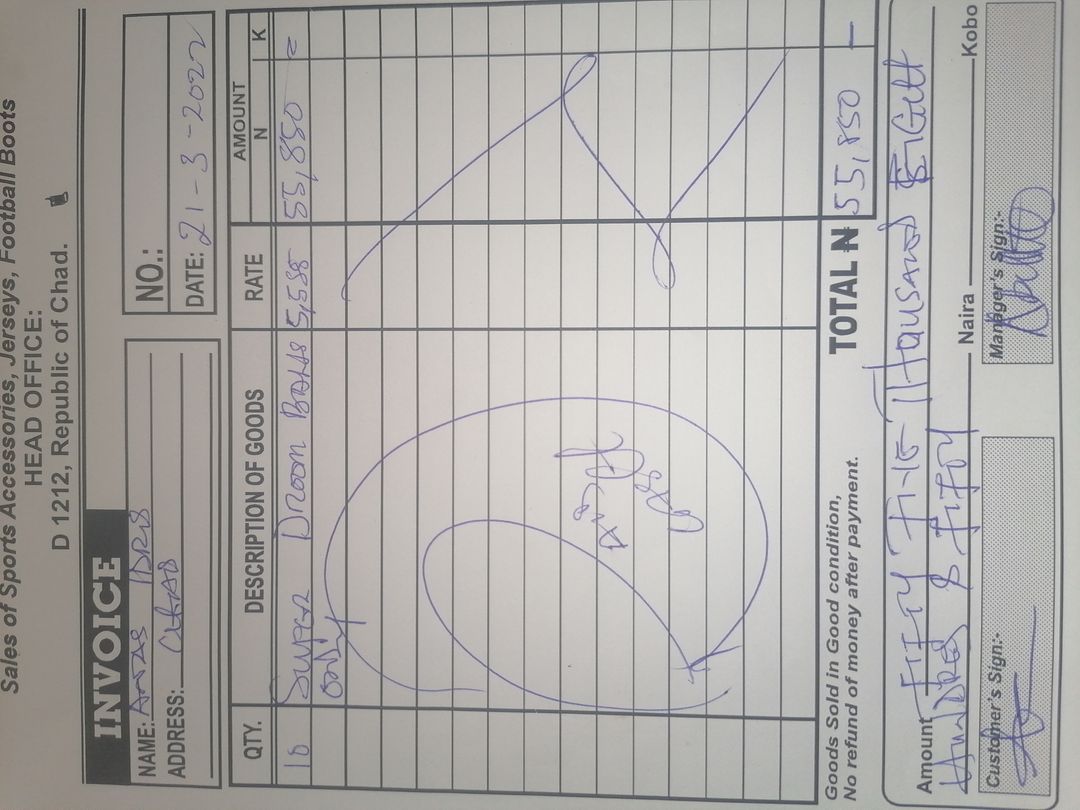 Sales of Sports Accessories, Jerseys, Football Boots
HEAD OFFICE:
D 1212, Republic of Chad.
INVOICE
NAME: Anas IDRIS
ADDRESS: CHAD
NO.:
DATE: 21-3-2022
QTY. DESCRIPTION OF GOODS RATE AMOUNT
N K
10 SUPER BALLS 5,585 55,850 =
ONLY
Goods Sold in Good condition,
No refund of money after payment.
TOTAL N 55,850 —
Amount FIFTY FIVE THOUSAND EIGHT
HUNDRED & FIFTY Naira Kobo
Customer's Sign:- Manager's Sign:-